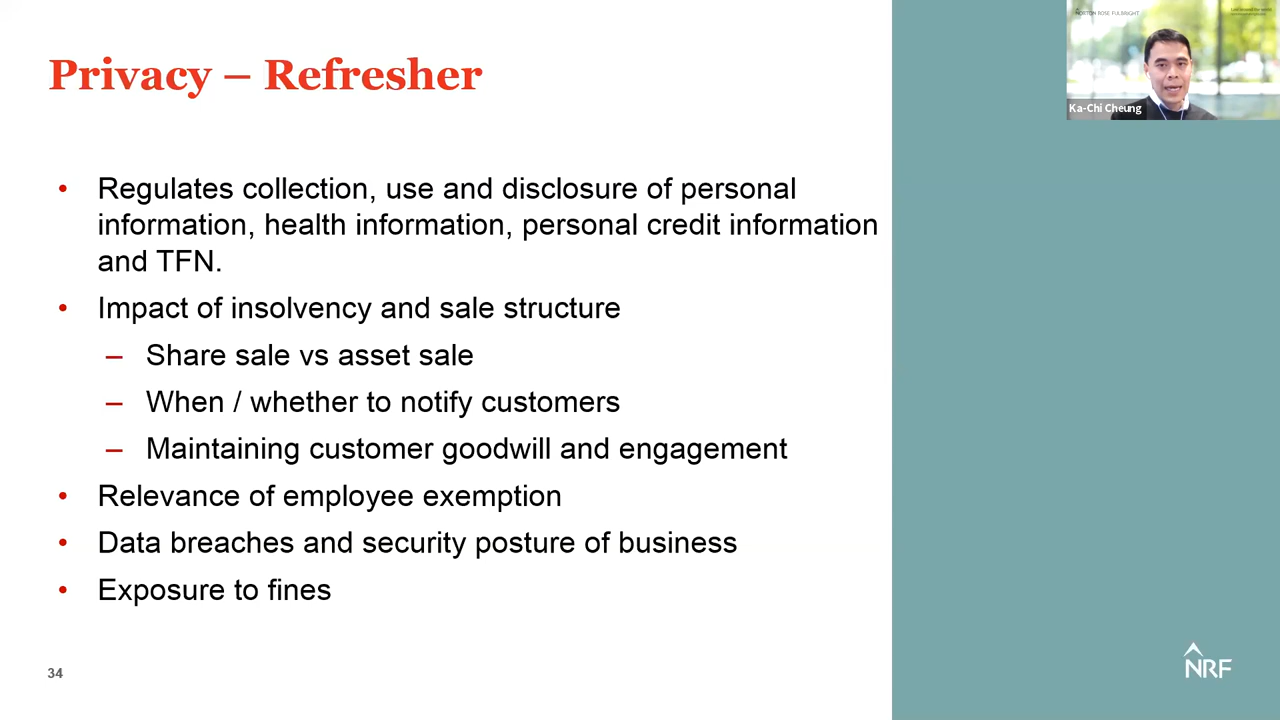 NORTON ROSE FULBRIGHT
Ka-Chi Cheung
Privacy – Refresher
• Regulates collection, use and disclosure of personal
information, health information, personal credit information
and TFN.
• Impact of insolvency and sale structure
– Share sale vs asset sale
– When / whether to notify customers
– Maintaining customer goodwill and engagement
• Relevance of employee exemption
• Data breaches and security posture of business
• Exposure to fines
34
NRF